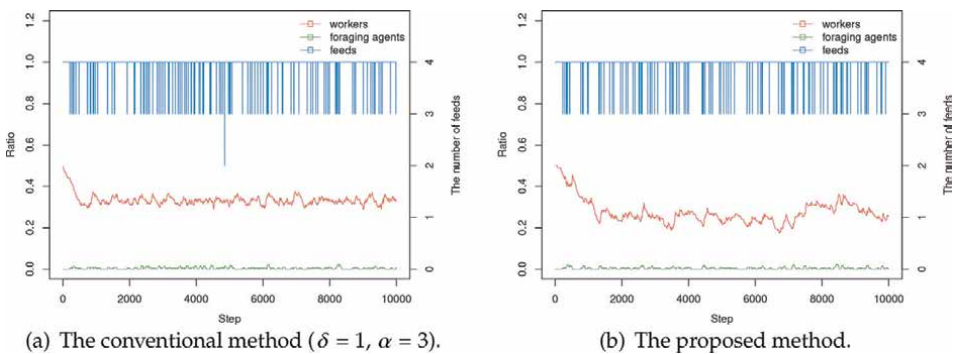 workers
foraging agents
feeds
1.2
1.0
0.8
0.6
0.4
0.2
0.0
Ratio
4
3
2
1
0
The number of feeds
0 2000 4000 6000 8000 10000
Step
(a) The conventional method (δ = 1, α = 3).
workers
foraging agents
feeds
1.2
1.0
0.8
0.6
0.4
0.2
0.0
Ratio
4
3
2
1
0
The number of feeds
0 2000 4000 6000 8000 10000
Step
(b) The proposed method.